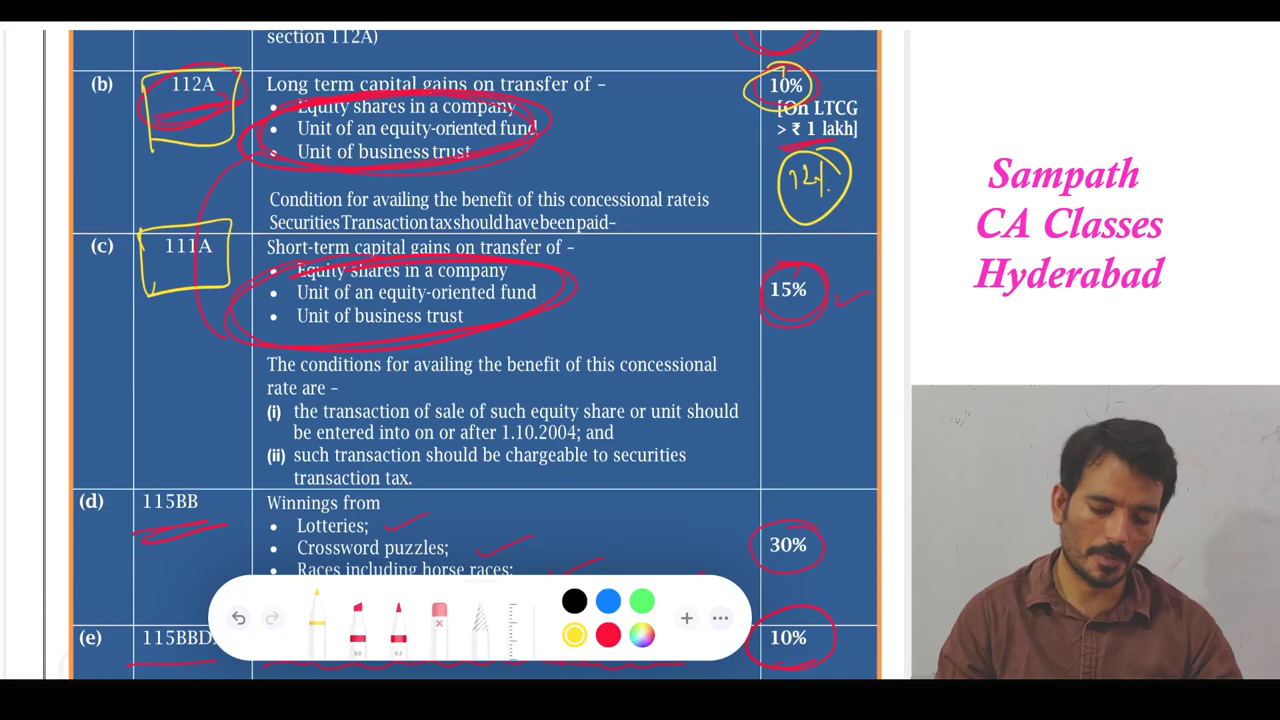 section 112A)
(b) 112A Long term capital gains on transfer of – 10%
• Equity shares in a company [On LTCG
• Unit of an equity-oriented fund > ₹ 1 lakh]
• Unit of business trust
12%
Condition for availing the benefit of this concessional rate is
Securities Transaction tax should have been paid–
(c) 111A Short-term capital gains on transfer of –
• Equity shares in a company
• Unit of an equity-oriented fund 15%
• Unit of business trust
The conditions for availing the benefit of this concessional
rate are –
(i) the transaction of sale of such equity share or unit should
be entered into on or after 1.10.2004; and
(ii) such transaction should be chargeable to securities
transaction tax.
(d) 115BB Winnings from
• Lotteries;
• Crossword puzzles; 30%
• Races including horse races;
(e) 115BBD 10%
50 53
Sampath
CA Classes
Hyderabad